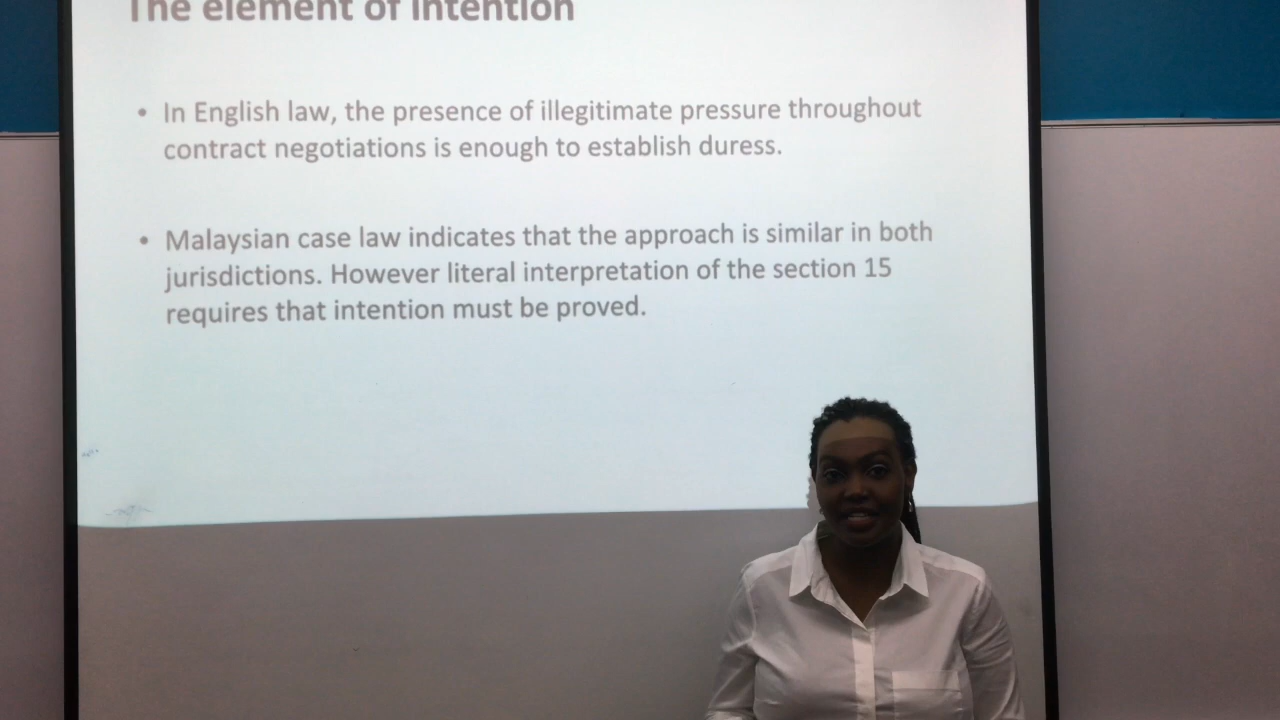 The element of intention
• In English law, the presence of illegitimate pressure throughout
contract negotiations is enough to establish duress.
• Malaysian case law indicates that the approach is similar in both
jurisdictions. However literal interpretation of the section 15
requires that intention must be proved.